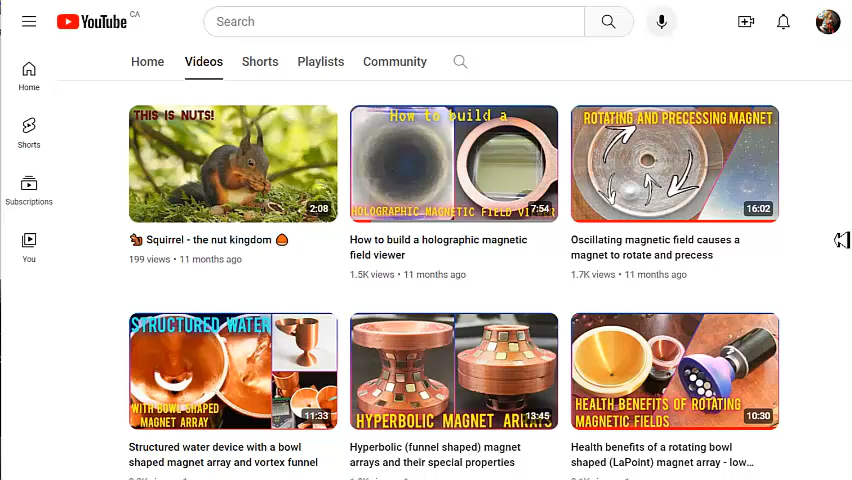 YouTube CA
Search
Home Videos Shorts Playlists Community
Home
Shorts
Subscriptions
You
THIS IS NUTS!
2:08
How to build a
HOLOGRAPHIC MAGNETIC FIELD VIEWER
7:54
ROTATING AND PRECESSING MAGNET
16:02
🐿 Squirrel - the nut kingdom 🌰
199 views • 11 months ago
How to build a holographic magnetic
field viewer
1.5K views • 11 months ago
Oscillating magnetic field causes a
magnet to rotate and precess
1.7K views • 11 months ago
STRUCTURED WATER
WITH BOWL SHAPED
MAGNET ARRAY
11:33
HYPERBOLIC MAGNET ARRAYS
13:45
HEALTH BENEFITS OF ROTATING
MAGNETIC FIELDS
10:30
Structured water device with a bowl
shaped magnet array and vortex funnel
Hyperbolic (funnel shaped) magnet
arrays and their special properties
Health benefits of a rotating bowl
shaped (LaPoint) magnet array - low...